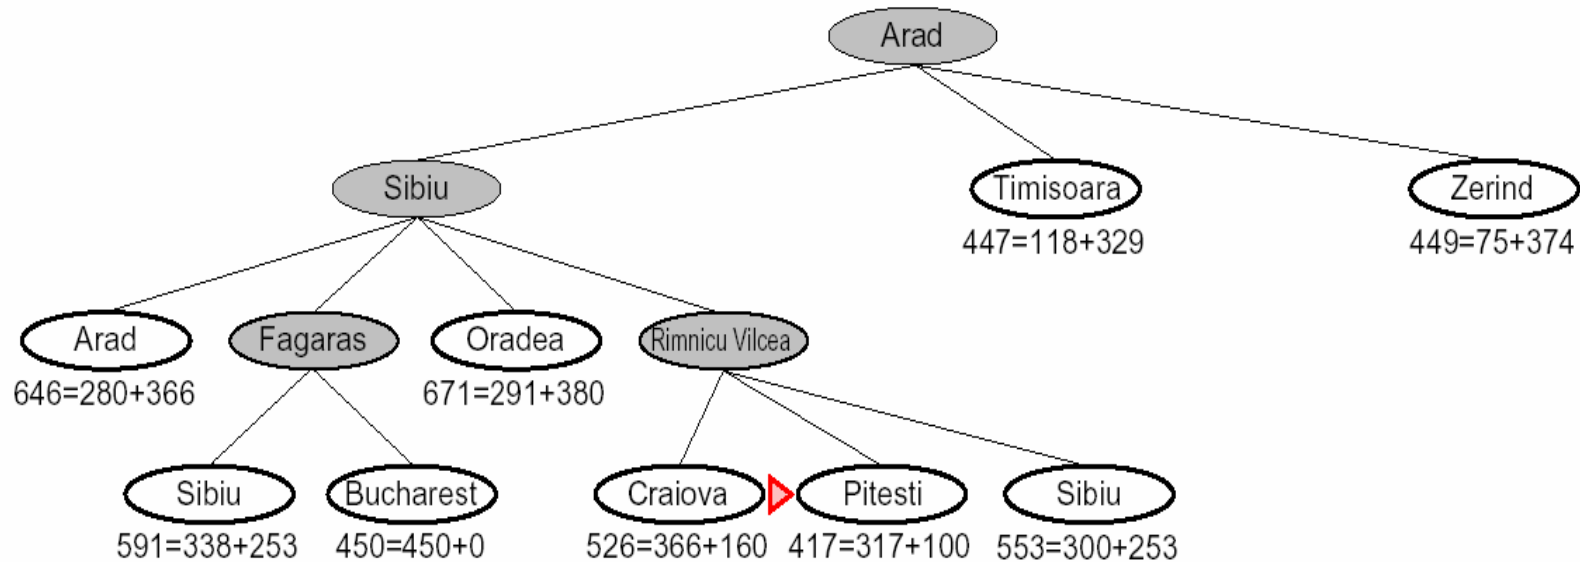 Arad
Sibiu
Timisoara
Zerind
447=118+329
449=75+374
Arad
Fagaras
Oradea
Rimnicu Vilcea
646=280+366
671=291+380
Sibiu
Bucharest
Craiova
Pitesti
Sibiu
591=338+253
450=450+0
526=366+160
417=317+100
553=300+253